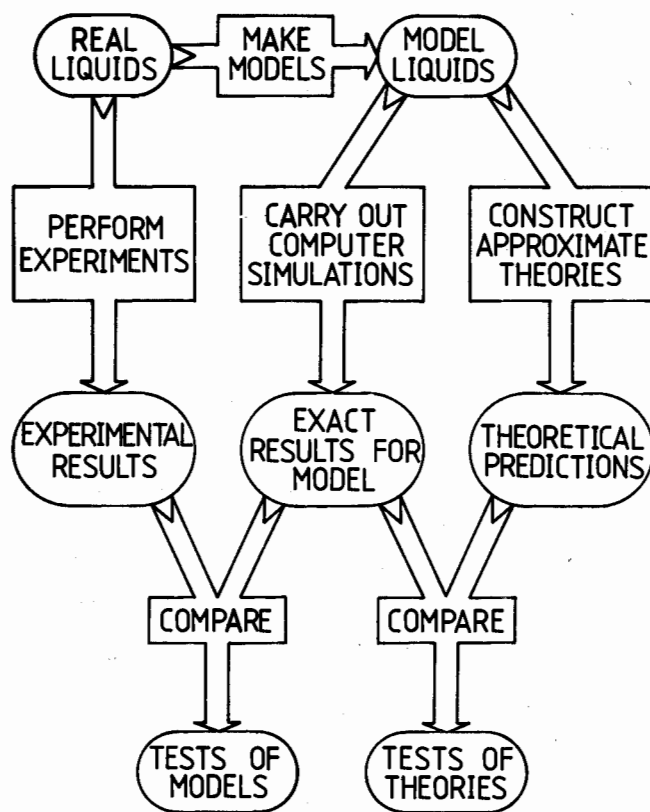 REAL
LIQUIDS
MAKE
MODELS
MODEL
LIQUIDS
PERFORM
EXPERIMENTS
CARRY OUT
COMPUTER
SIMULATIONS
CONSTRUCT
APPROXIMATE
THEORIES
EXPERIMENTAL
RESULTS
EXACT
RESULTS FOR
MODEL
THEORETICAL
PREDICTIONS
COMPARE
COMPARE
TESTS OF
MODELS
TESTS OF
THEORIES